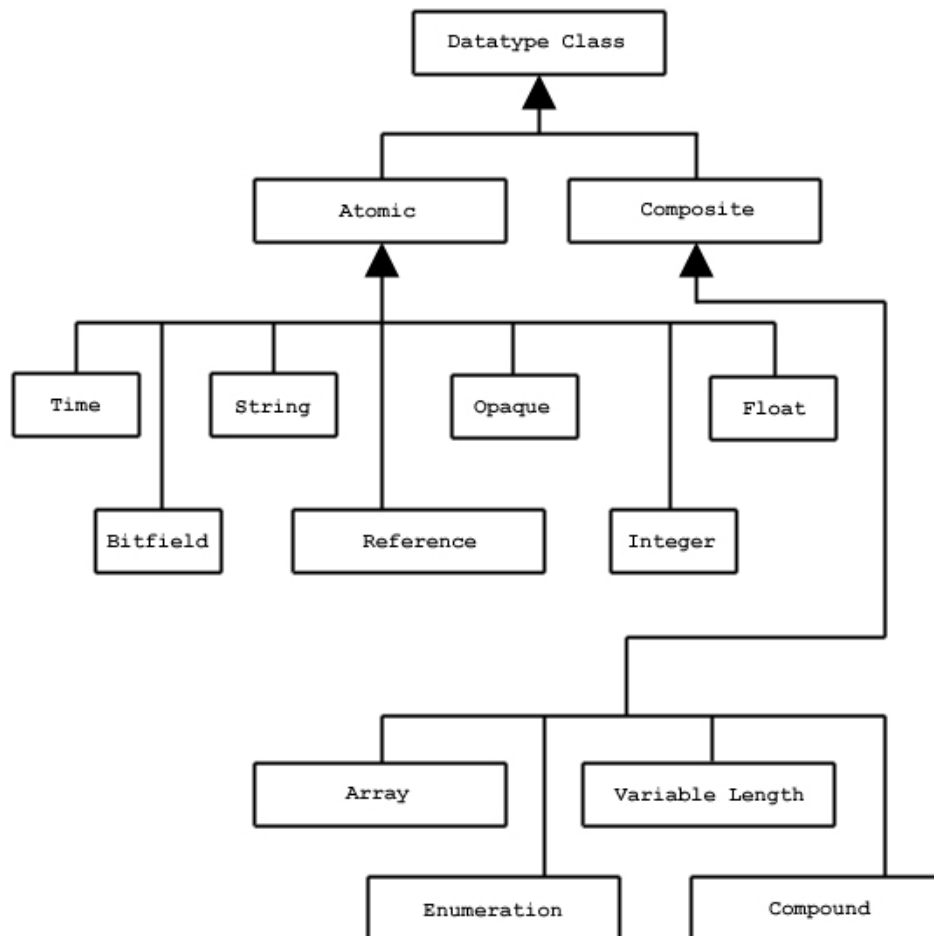 Datatype Class
Atomic
Composite
Time
String
Opaque
Float
Bitfield
Reference
Integer
Array
Variable Length
Enumeration
Compound